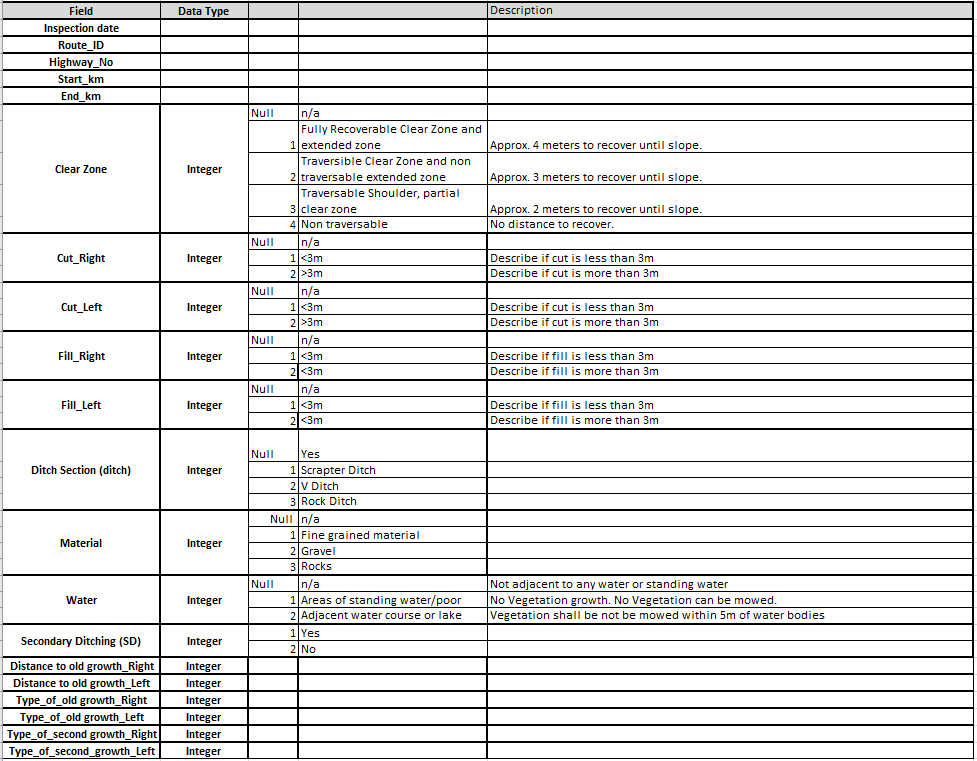 Field Data Type Description
Inspection date
Route_ID
Highway_No
Start_km
End_km
Clear Zone Integer
Null n/a
Fully Recoverable Clear Zone and
1 extended zone Approx. 4 meters to recover until slope.
Traversible Clear Zone and non
2 traversable extended zone Approx. 3 meters to recover until slope.
Traversable Shoulder, partial
3 clear zone Approx. 2 meters to recover until slope.
4 Non traversable No distance to recover.
Cut_Right Integer
Null n/a
1 <3m Describe if cut is less than 3m
2 >3m Describe if cut is more than 3m
Cut_Left Integer
Null n/a
1 <3m Describe if cut is less than 3m
2 >3m Describe if cut is more than 3m
Fill_Right Integer
Null n/a
1 <3m Describe if fill is less than 3m
2 <3m Describe if fill is more than 3m
Fill_Left Integer
Null n/a
1 <3m Describe if fill is less than 3m
2 <3m Describe if fill is more than 3m
Ditch Section (ditch) Integer
Null Yes
1 Scrapter Ditch
2 V Ditch
3 Rock Ditch
Material Integer
Null n/a
1 Fine grained material
2 Gravel
3 Rocks
Water Integer
Null n/a Not adjacent to any water or standing water
1 Areas of standing water/poor No Vegetation growth. No Vegetation can be mowed.
2 Adjacent water course or lake Vegetation shall be not be mowed within 5m of water bodies
Secondary Ditching (SD) Integer
1 Yes
2 No
Distance to old growth_Right Integer
Distance to old growth_Left Integer
Type_of_old growth_Right Integer
Type_of_old growth_Left Integer
Type_of_second growth_Right Integer
Type_of_second_growth_Left Integer